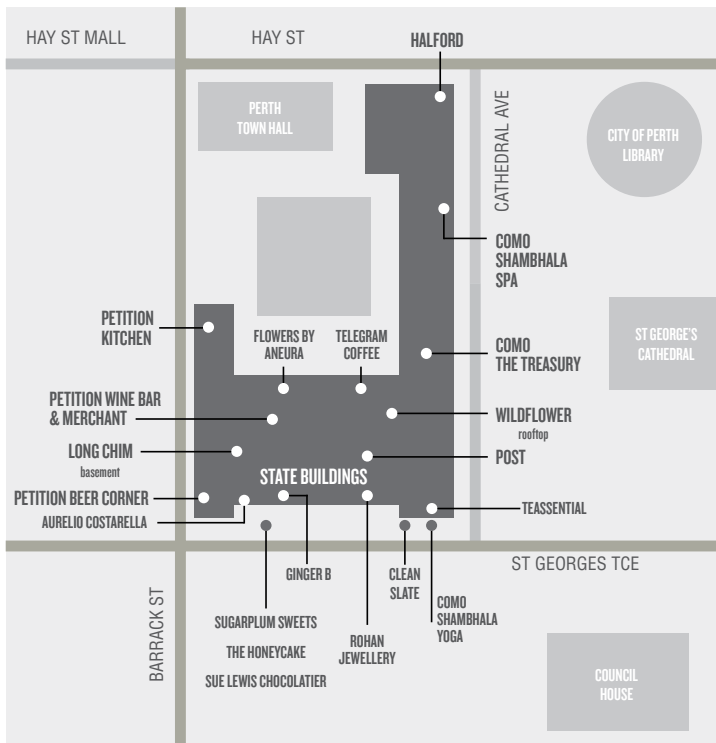 HAY ST MALL
HAY ST
HALFORD
PERTH
TOWN HALL
CATHEDRAL AVE
CITY OF PERTH
LIBRARY
COMO
SHAMBHALA
SPA
PETITION
KITCHEN
FLOWERS BY
ANEURA
TELEGRAM
COFFEE
COMO
THE TREASURY
ST GEORGE'S
CATHEDRAL
PETITION WINE BAR
& MERCHANT
WILDFLOWER
rooftop
LONG CHIM
basement
POST
STATE BUILDINGS
PETITION BEER CORNER
AURELIO COSTARELLA
TEASSENTIAL
ST GEORGES TCE
BARRACK ST
GINGER B
CLEAN
SLATE
COMO
SHAMBHALA
YOGA
SUGARPLUM SWEETS
THE HONEYCAKE
SUE LEWIS CHOCOLATIER
ROHAN
JEWELLERY
COUNCIL
HOUSE